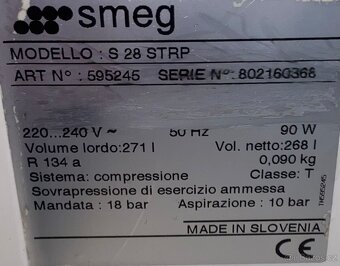 smeg
MODELLO : S 28 STRP
ART N° : 595245 SERIE N° : 802160368
220...240 V ~ 50 Hz 90 W
Volume lordo:271 l Vol. netto:268 l
R 134 a 0,090 kg
Sistema: compressione Classe: T
Sovrapressione di esercizio ammessa
Mandata : 18 bar Aspirazione : 10 bar
MADE IN SLOVENIA
CE